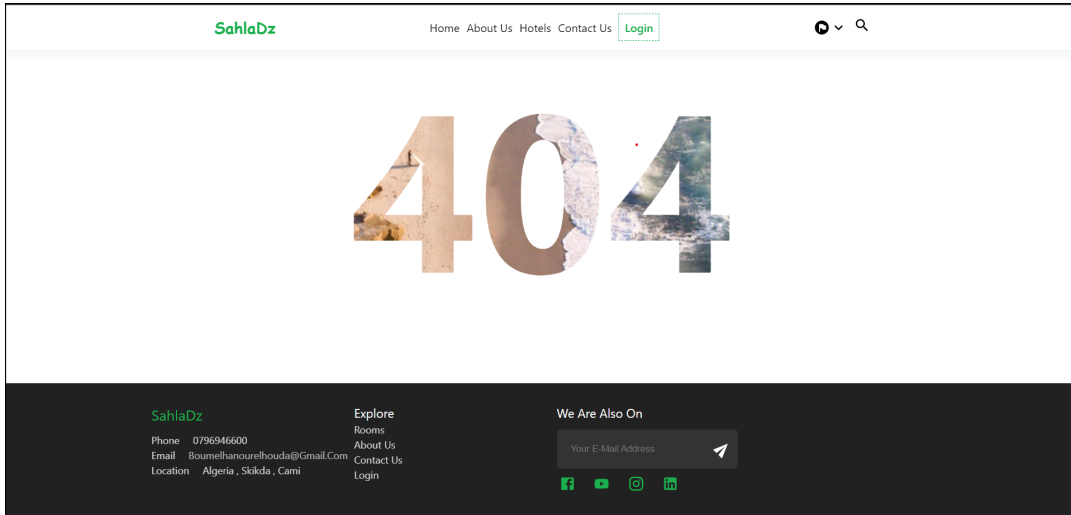 SahlaDz
Home About Us Hotels Contact Us Login
404
SahlaDz
Phone 0796946600
Email Boumelhanourelhouda@Gmail.Com
Location Algeria , Skikda , Cami
Explore
Rooms
About Us
Contact Us
Login
We Are Also On
Your E-Mail Address